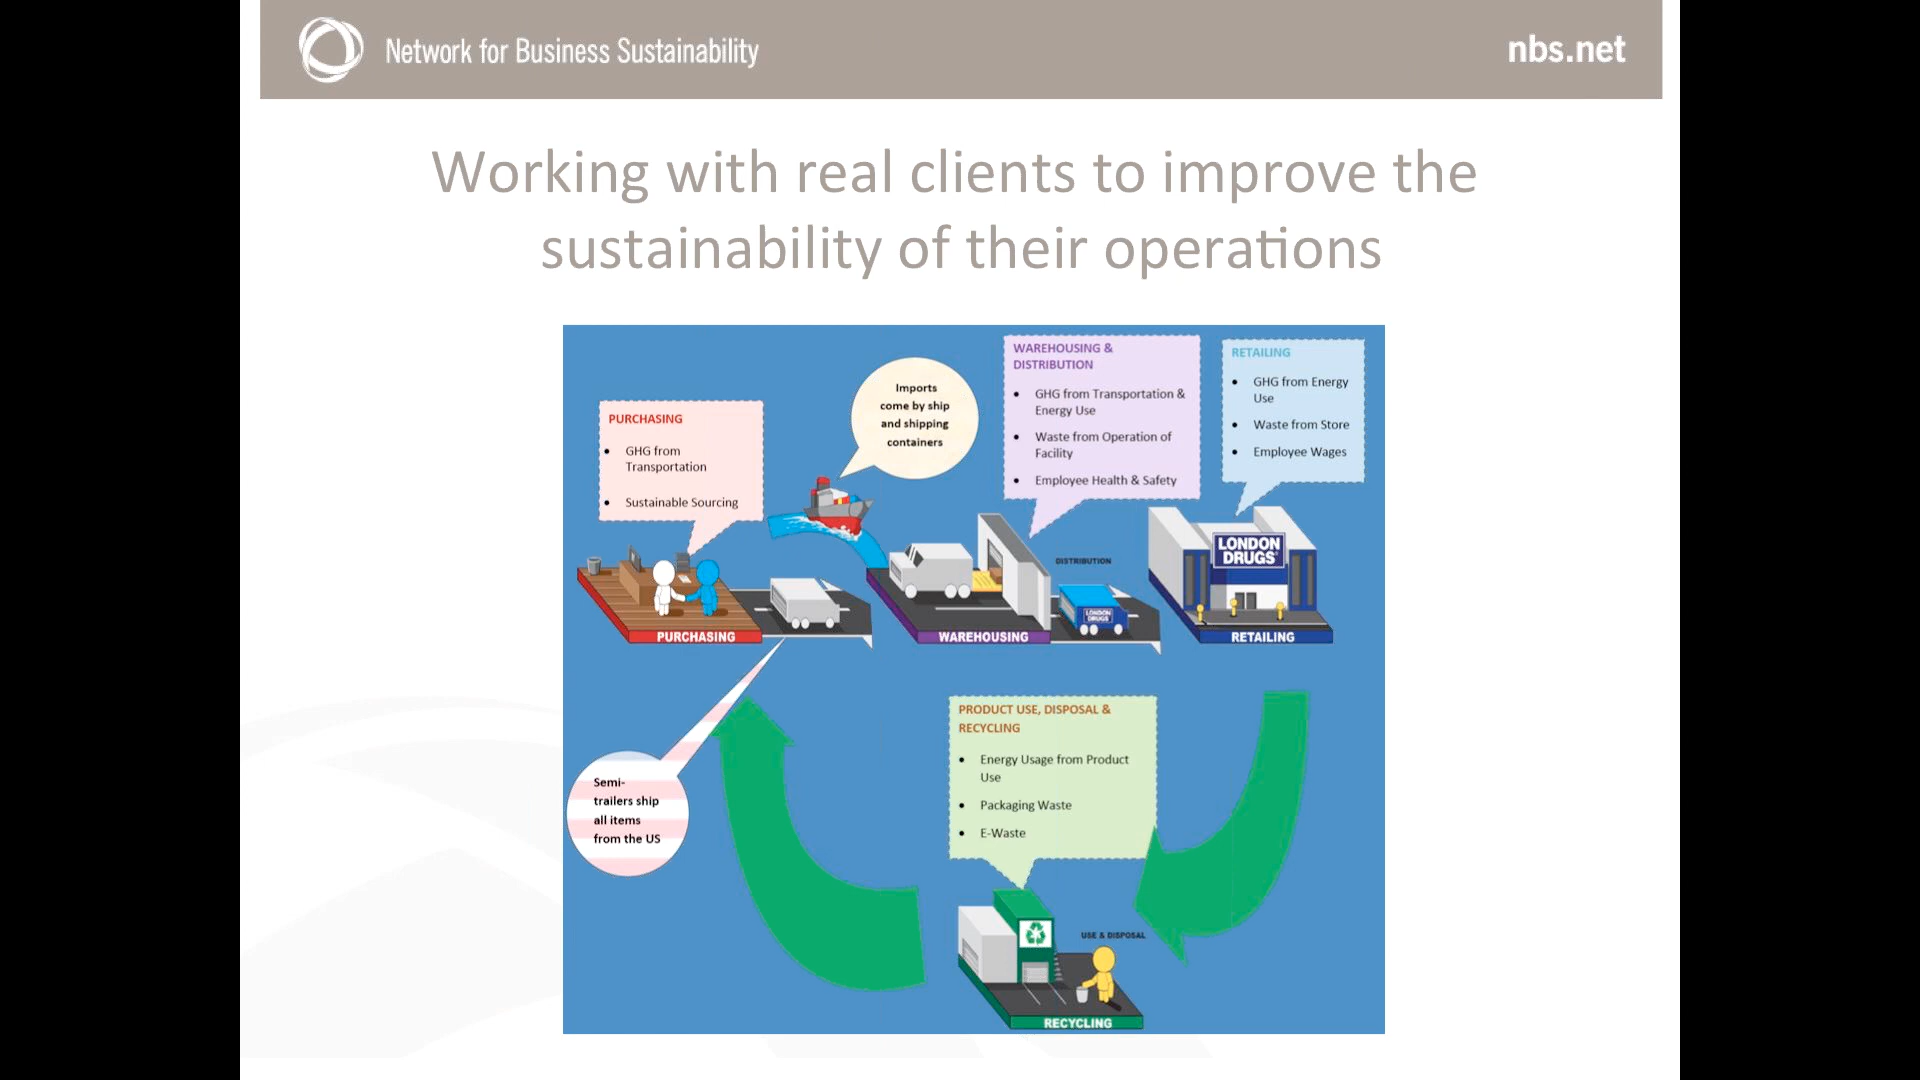 Network for Business Sustainability
nbs.net
Working with real clients to improve the
sustainability of their operations
PURCHASING
• GHG from
Transportation
• Sustainable Sourcing
Imports
come by ship
and shipping
containers
WAREHOUSING &
DISTRIBUTION
• GHG from Transportation &
Energy Use
• Waste from Operation of
Facility
• Employee Health & Safety
RETAILING
• GHG from Energy
Use
• Waste from Store
• Employee Wages
DISTRIBUTION
LONDON
DRUGS
LONDON
DRUGS
PURCHASING
WAREHOUSING
RETAILING
Semi-
trailers ship
all items
from the US
PRODUCT USE, DISPOSAL &
RECYCLING
• Energy Usage from Product
Use
• Packaging Waste
• E-Waste
USE & DISPOSAL
RECYCLING